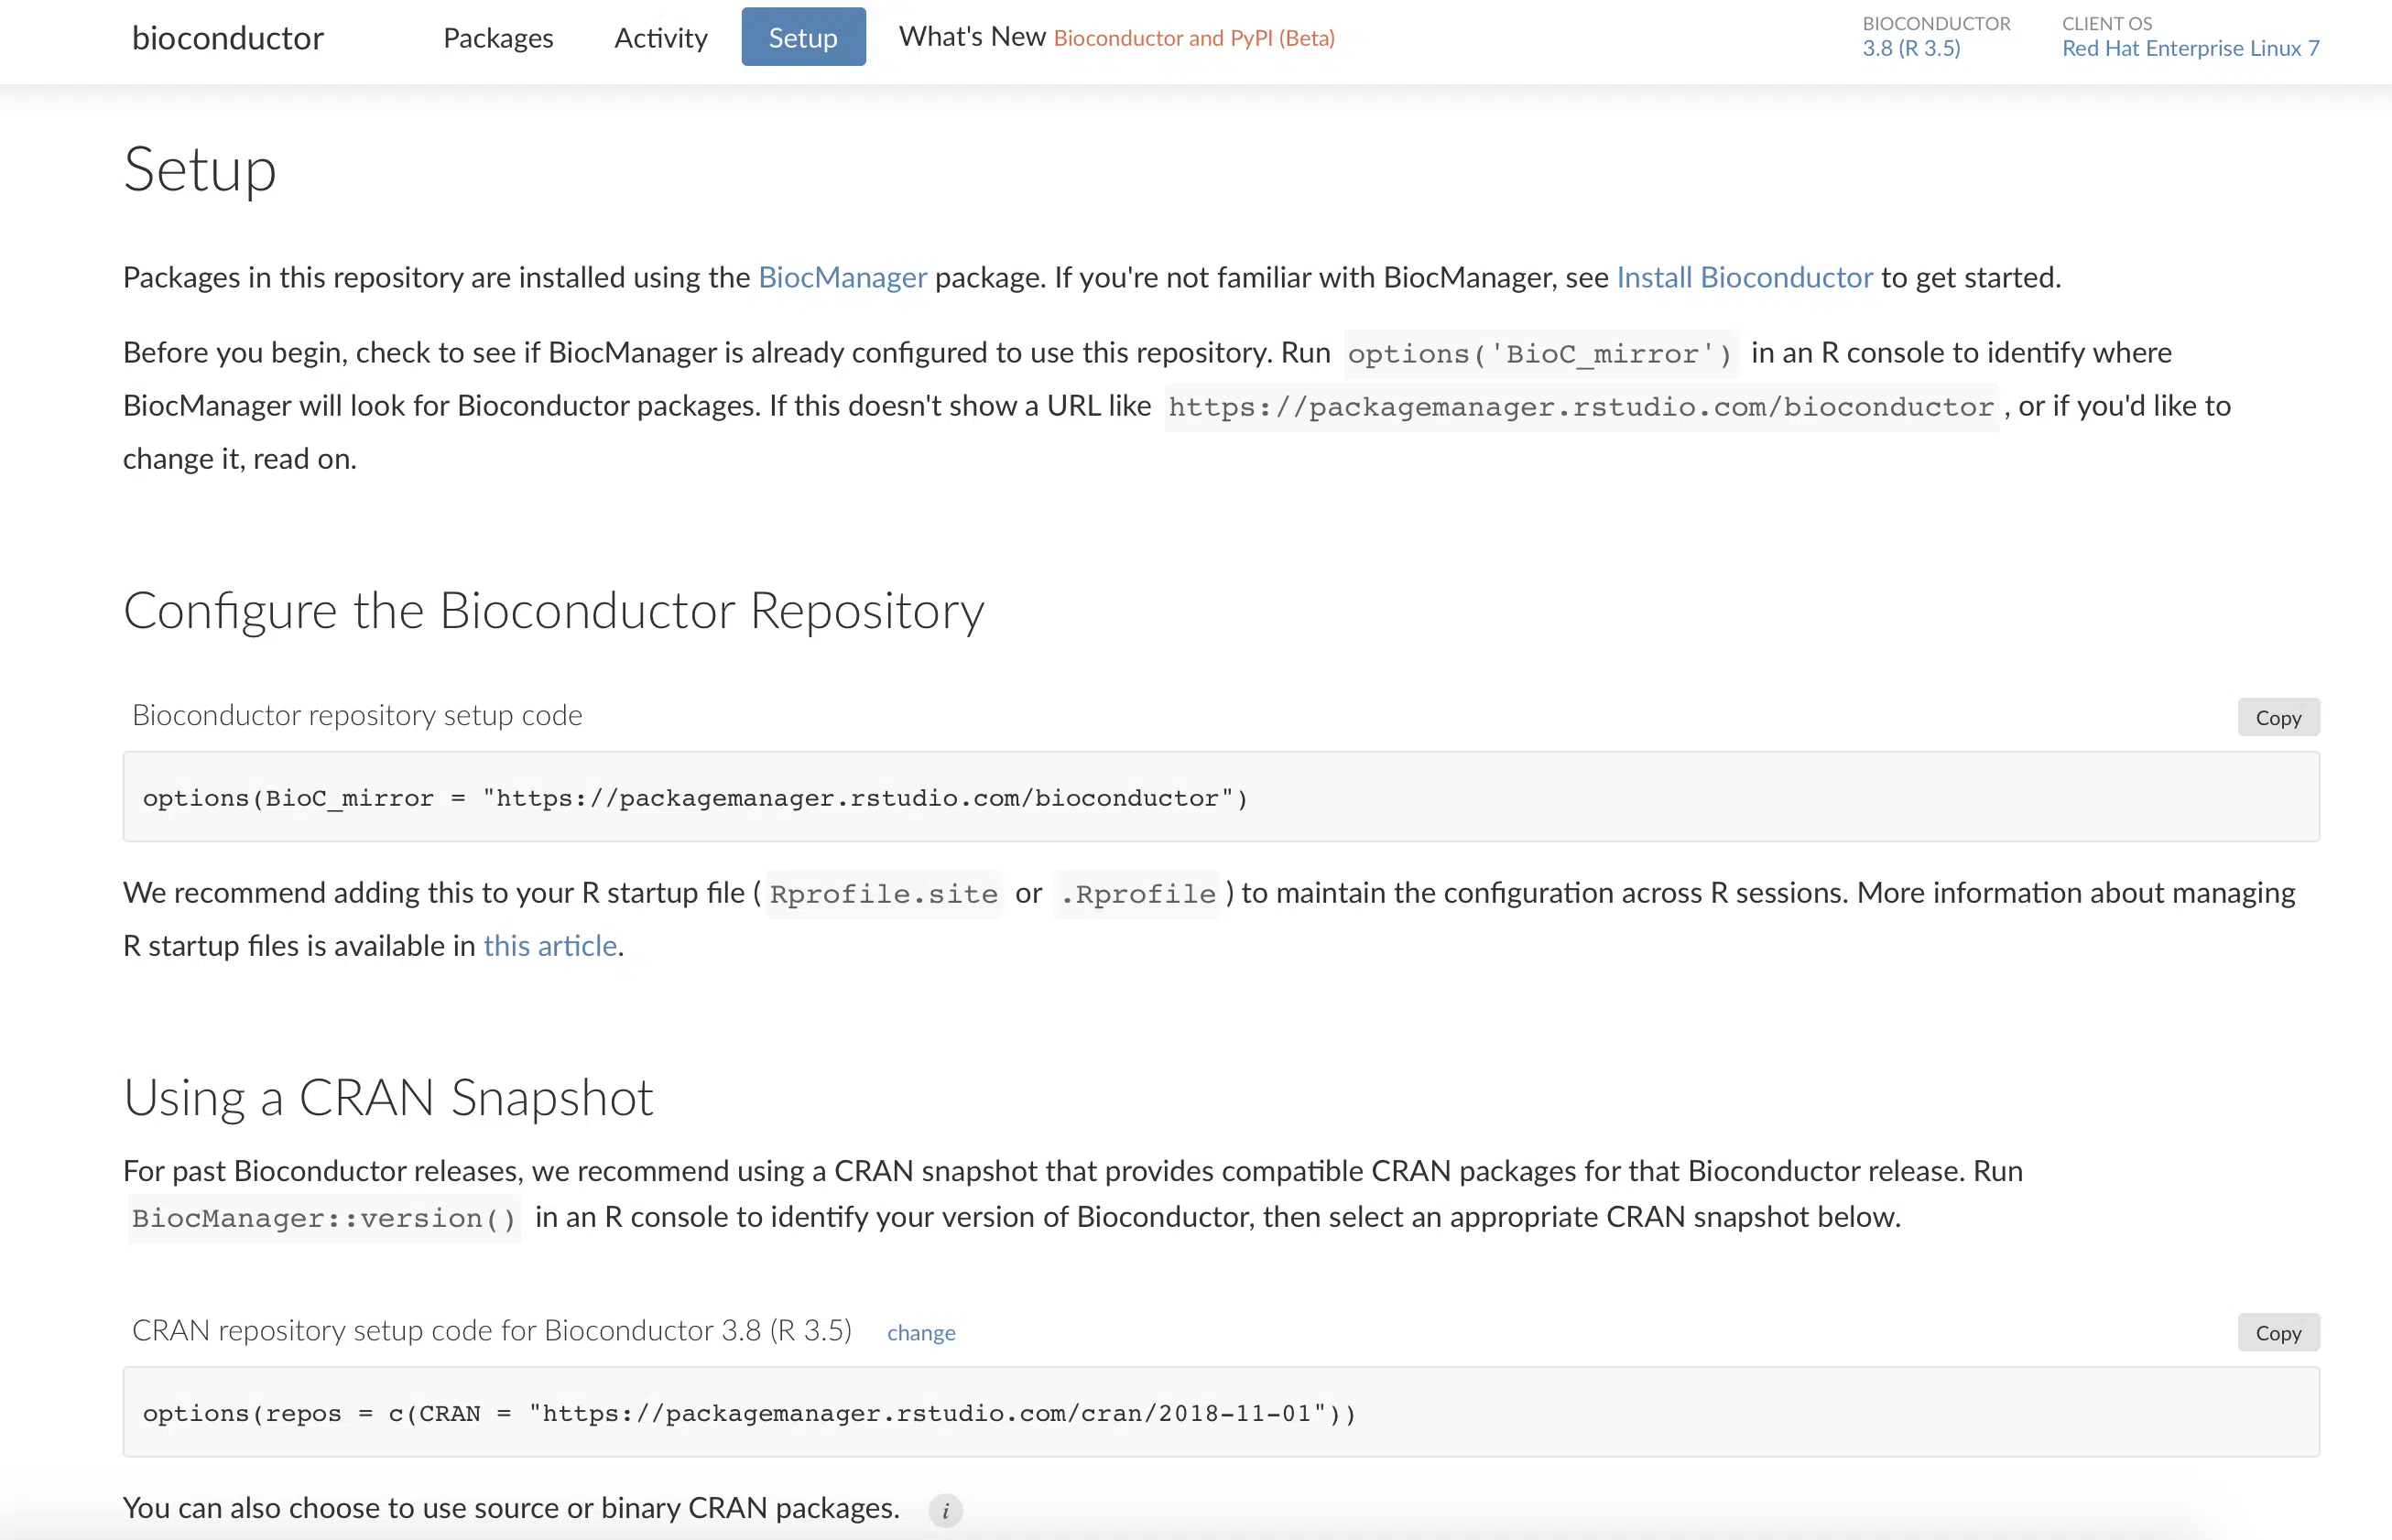 bioconductor Packages Activity Setup What's New Bioconductor and PyPI (Beta)
BIOCONDUCTOR
3.8 (R 3.5)
CLIENT OS
Red Hat Enterprise Linux 7
Setup
Packages in this repository are installed using the BiocManager package. If you're not familiar with BiocManager, see Install Bioconductor to get started.
Before you begin, check to see if BiocManager is already configured to use this repository. Run options('BioC_mirror') in an R console to identify where
BiocManager will look for Bioconductor packages. If this doesn't show a URL like https://packagemanager.rstudio.com/bioconductor , or if you'd like to
change it, read on.
Configure the Bioconductor Repository
Bioconductor repository setup code
Copy
options(BioC_mirror = "https://packagemanager.rstudio.com/bioconductor")
We recommend adding this to your R startup file ( Rprofile.site or .Rprofile ) to maintain the configuration across R sessions. More information about managing
R startup files is available in this article.
Using a CRAN Snapshot
For past Bioconductor releases, we recommend using a CRAN snapshot that provides compatible CRAN packages for that Bioconductor release. Run
BiocManager::version() in an R console to identify your version of Bioconductor, then select an appropriate CRAN snapshot below.
CRAN repository setup code for Bioconductor 3.8 (R 3.5) change
Copy
options(repos = c(CRAN = "https://packagemanager.rstudio.com/cran/2018-11-01"))
You can also choose to use source or binary CRAN packages. i